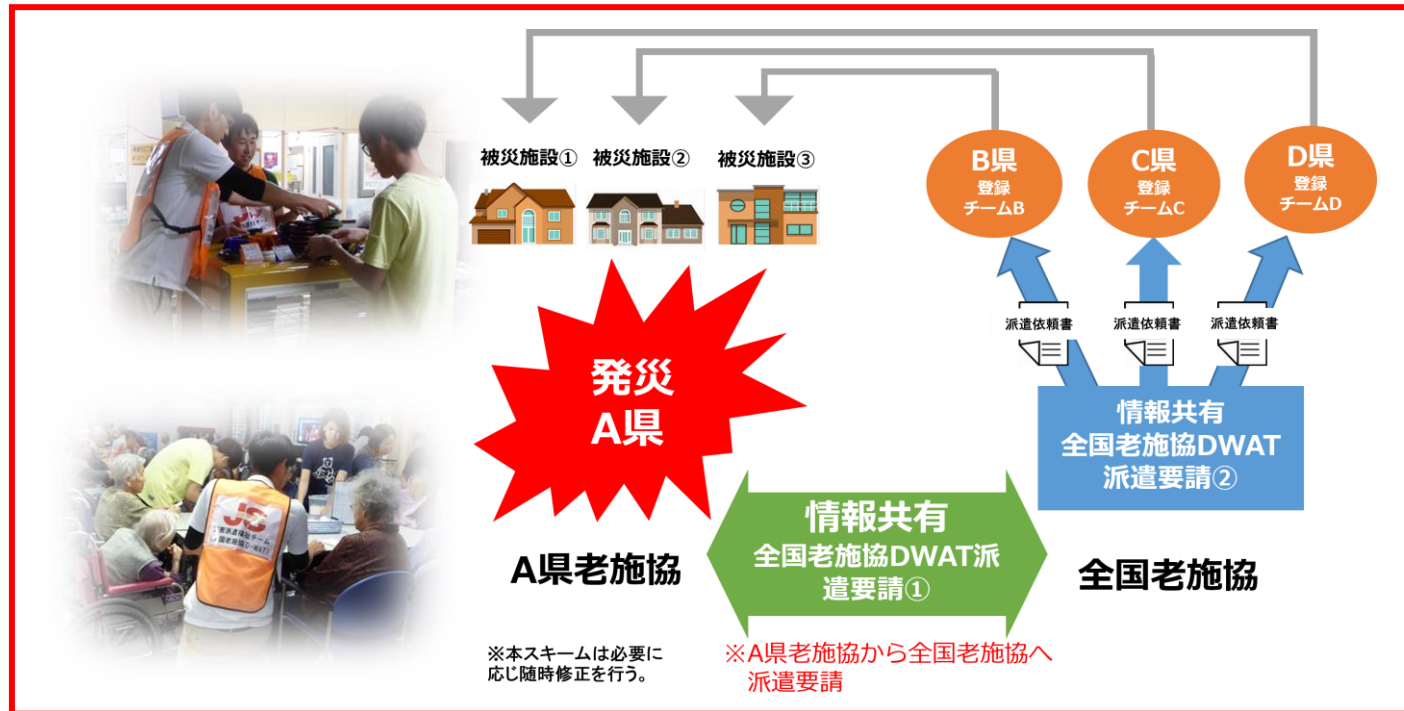 被災施設①
被災施設②
被災施設③
B県
登録
チームB
C県
登録
チームC
D県
登録
チームD
派遣依頼書
派遣依頼書
派遣依頼書
発災
A県
情報共有
全国老施協DWAT
派遣要請②
情報共有
全国老施協DWAT派
遣要請①
A県老施協
全国老施協
※本スキームは必要に
応じ随時修正を行う。
※A県老施協から全国老施協へ
派遣要請
JS